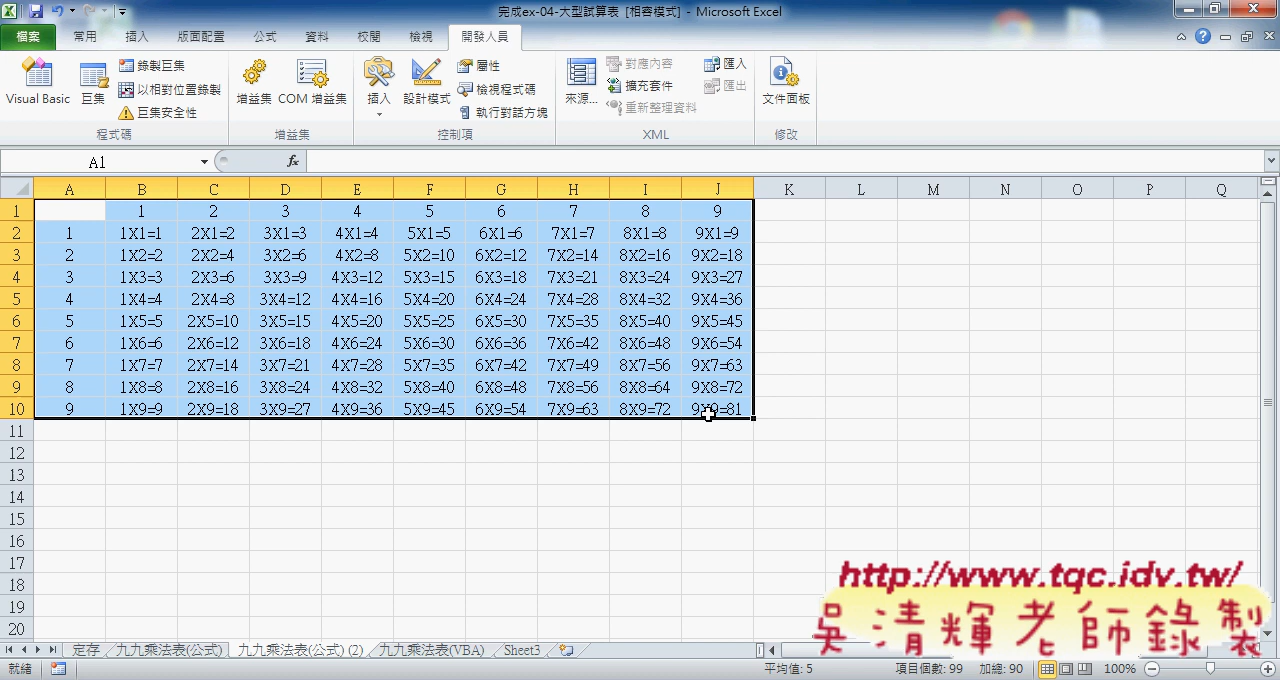 完成ex-04-大型試算表 [相容模式] - Microsoft Excel
檔案 常用 插入 版面配置 公式 資料 校閱 檢視 開發人員
Visual Basic 巨集 錄製巨集 以相對位置錄製 巨集安全性 程式碼
增益集 COM 增益集 增益集
插入 設計模式 屬性 檢視程式碼 執行對話方塊 控制項
來源... 對應內容 擴充套件 重新整理資料 匯入 匯出 XML
文件面板 修改
A1 fx
A B C D E F G H I J K L M N O P Q
1 1 2 3 4 5 6 7 8 9
2 1 1X1=1 2X1=2 3X1=3 4X1=4 5X1=5 6X1=6 7X1=7 8X1=8 9X1=9
3 2 1X2=2 2X2=4 3X2=6 4X2=8 5X2=10 6X2=12 7X2=14 8X2=16 9X2=18
4 3 1X3=3 2X3=6 3X3=9 4X3=12 5X3=15 6X3=18 7X3=21 8X3=24 9X3=27
5 4 1X4=4 2X4=8 3X4=12 4X4=16 5X4=20 6X4=24 7X4=28 8X4=32 9X4=36
6 5 1X5=5 2X5=10 3X5=15 4X5=20 5X5=25 6X5=30 7X5=35 8X5=40 9X5=45
7 6 1X6=6 2X6=12 3X6=18 4X6=24 5X6=30 6X6=36 7X6=42 8X6=48 9X6=54
8 7 1X7=7 2X7=14 3X7=21 4X7=28 5X7=35 6X7=42 7X7=49 8X7=56 9X7=63
9 8 1X8=8 2X8=16 3X8=24 4X8=32 5X8=40 6X8=48 7X8=56 8X8=64 9X8=72
10 9 1X9=9 2X9=18 3X9=27 4X9=36 5X9=45 6X9=54 7X9=63 8X9=72 9X9=81
11
12
13
14
15
16
17
18
19
20
http://www.tqc.idv.tw/
吳清輝老師錄製
定存 九九乘法表(公式) 九九乘法表(公式) (2) 九九乘法表(VBA) Sheet3
就緒 平均值: 5 項目個數: 99 加總: 90 100%